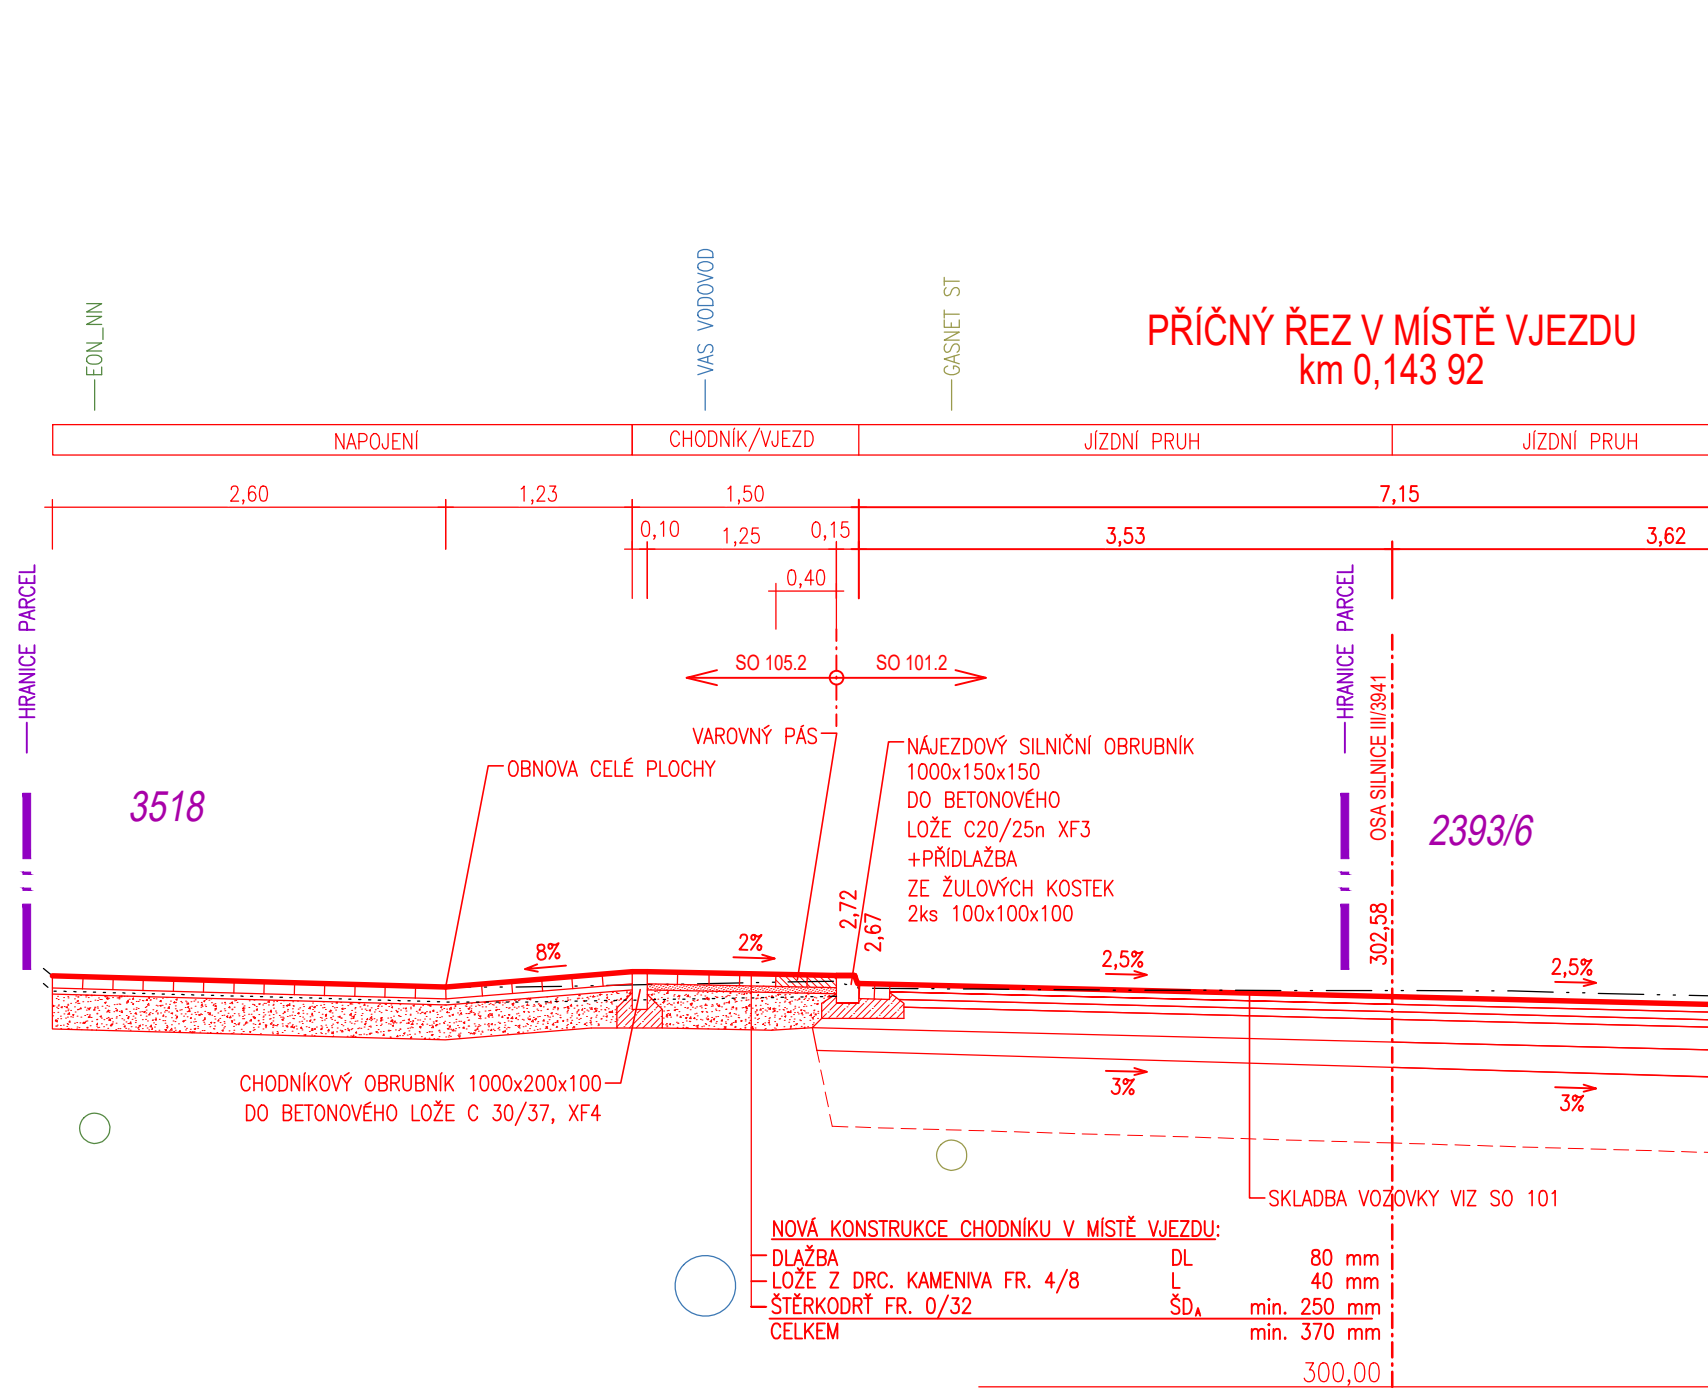 EON_NN
VAS VODOVOD
GASNET ST
PŘÍČNÝ ŘEZ V MÍSTĚ VJEZDU
km 0,143 92
NAPOJENÍ
CHODNÍK/VJEZD
JÍZDNÍ PRUH
JÍZDNÍ PRUH
2,60
1,23
1,50
7,15
0,10
1,25
0,15
3,53
3,62
0,40
HRANICE PARCEL
HRANICE PARCEL
SO 105.2
SO 101.2
OSA SILNICE III/3941
VAROVNÝ PÁS
OBNOVA CELÉ PLOCHY
NÁJEZDOVÝ SILNIČNÍ OBRUBNÍK
1000x150x150
DO BETONOVÉHO
LOŽE C20/25n XF3
+PŘÍDLAŽBA
ZE ŽULOVÝCH KOSTEK
2ks 100x100x100
3518
2393/6
2,72
2,67
302,58
8%
2%
2,5%
2,5%
CHODNÍKOVÝ OBRUBNÍK 1000x200x100
DO BETONOVÉHO LOŽE C 30/37, XF4
3%
3%
SKLADBA VOZOVKY VIZ SO 101
NOVÁ KONSTRUKCE CHODNÍKU V MÍSTĚ VJEZDU:
DLAŽBA DL 80 mm
LOŽE Z DRC. KAMENIVA FR. 4/8 L 40 mm
ŠTĚRKODRŤ FR. 0/32 ŠDA min. 250 mm
CELKEM min. 370 mm
300,00